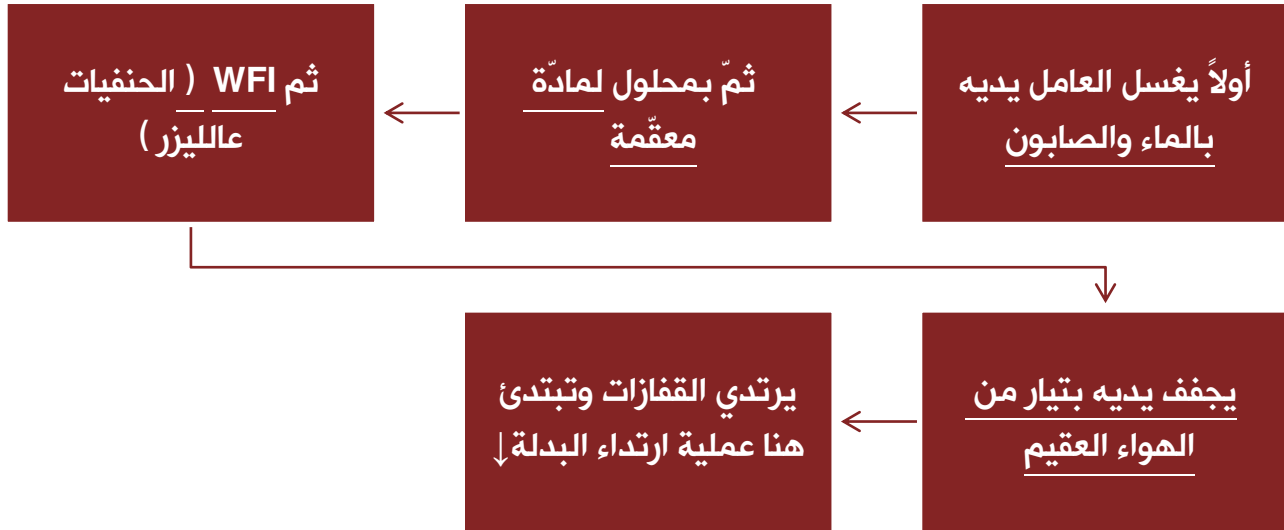 أولاً يغسل العامل يديه
بالماء والصابون
ثمّ بمحلول لمادّة
معقّمة
ثم WFI ( الحنفيات
عالليزر )
يجفف يديه بتيار من
الهواء العقيم
يرتدي القفازات وتبتدئ
هنا عملية ارتداء البدلة↓